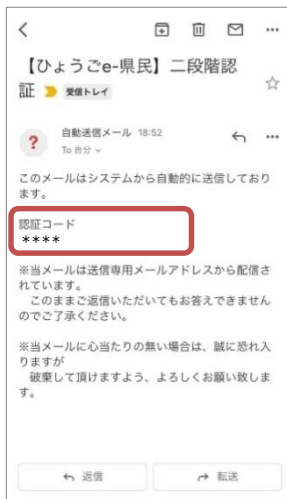 【ひょうごe-県民】二段階認
証 受信トレイ
自動送信メール 18:52
To 自分
このメールはシステムから自動的に送信しており
ます。
認証コード
****
※当メールは送信専用メールアドレスから配信さ
れています。
このままご返信いただいてもお答えできません
のでご了承ください。
※当メールに心当たりの無い場合は、誠に恐れ入
りますが
破棄して頂けますよう、よろしくお願い致しま
す。
返信 転送